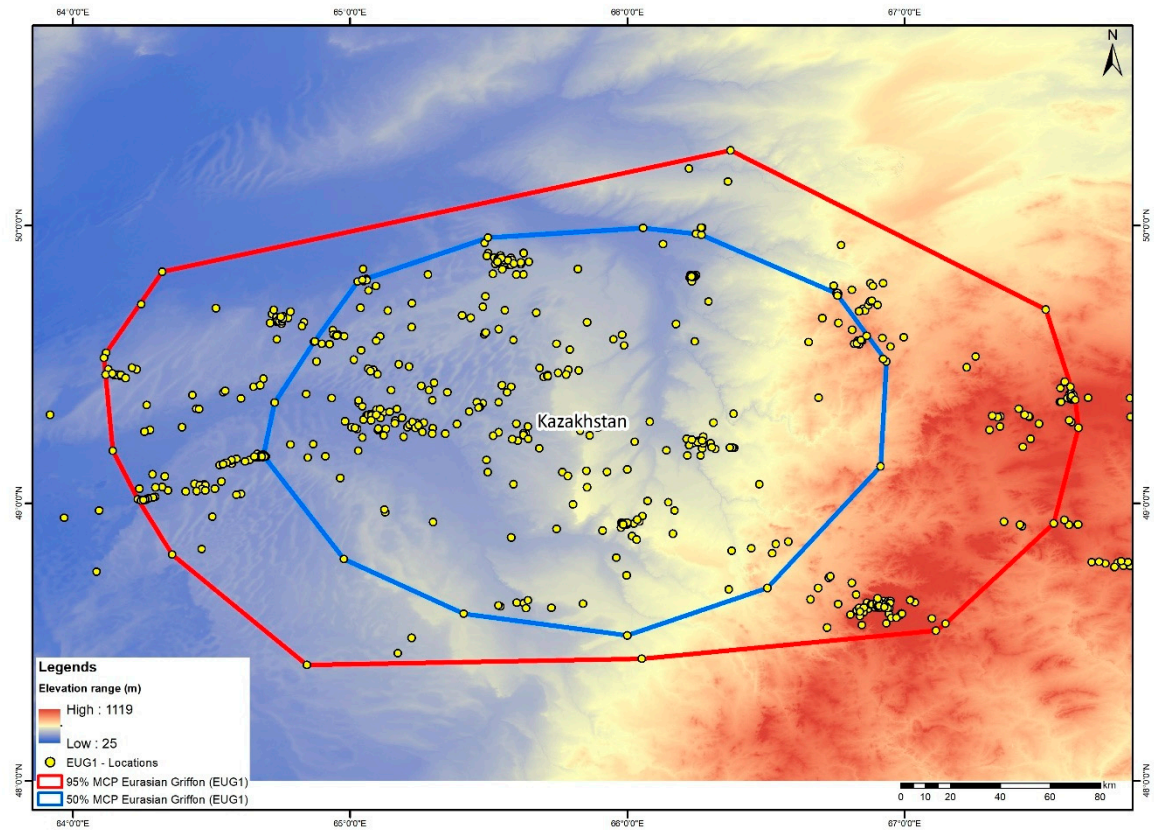 64°0'0"E 65°0'0"E 66°0'0"E 67°0'0"E
N
50°0'0"N 50°0'0"N
Kazakhstan
49°0'0"N 49°0'0"N
Legends
Elevation range (m)
High : 1119
Low : 25
EUG1 - Locations
95% MCP Eurasian Griffon (EUG1)
50% MCP Eurasian Griffon (EUG1)
48°0'0"N 48°0'0"N
km
0 5 10 20 40 60 80
64°0'0"E 65°0'0"E 66°0'0"E 67°0'0"E